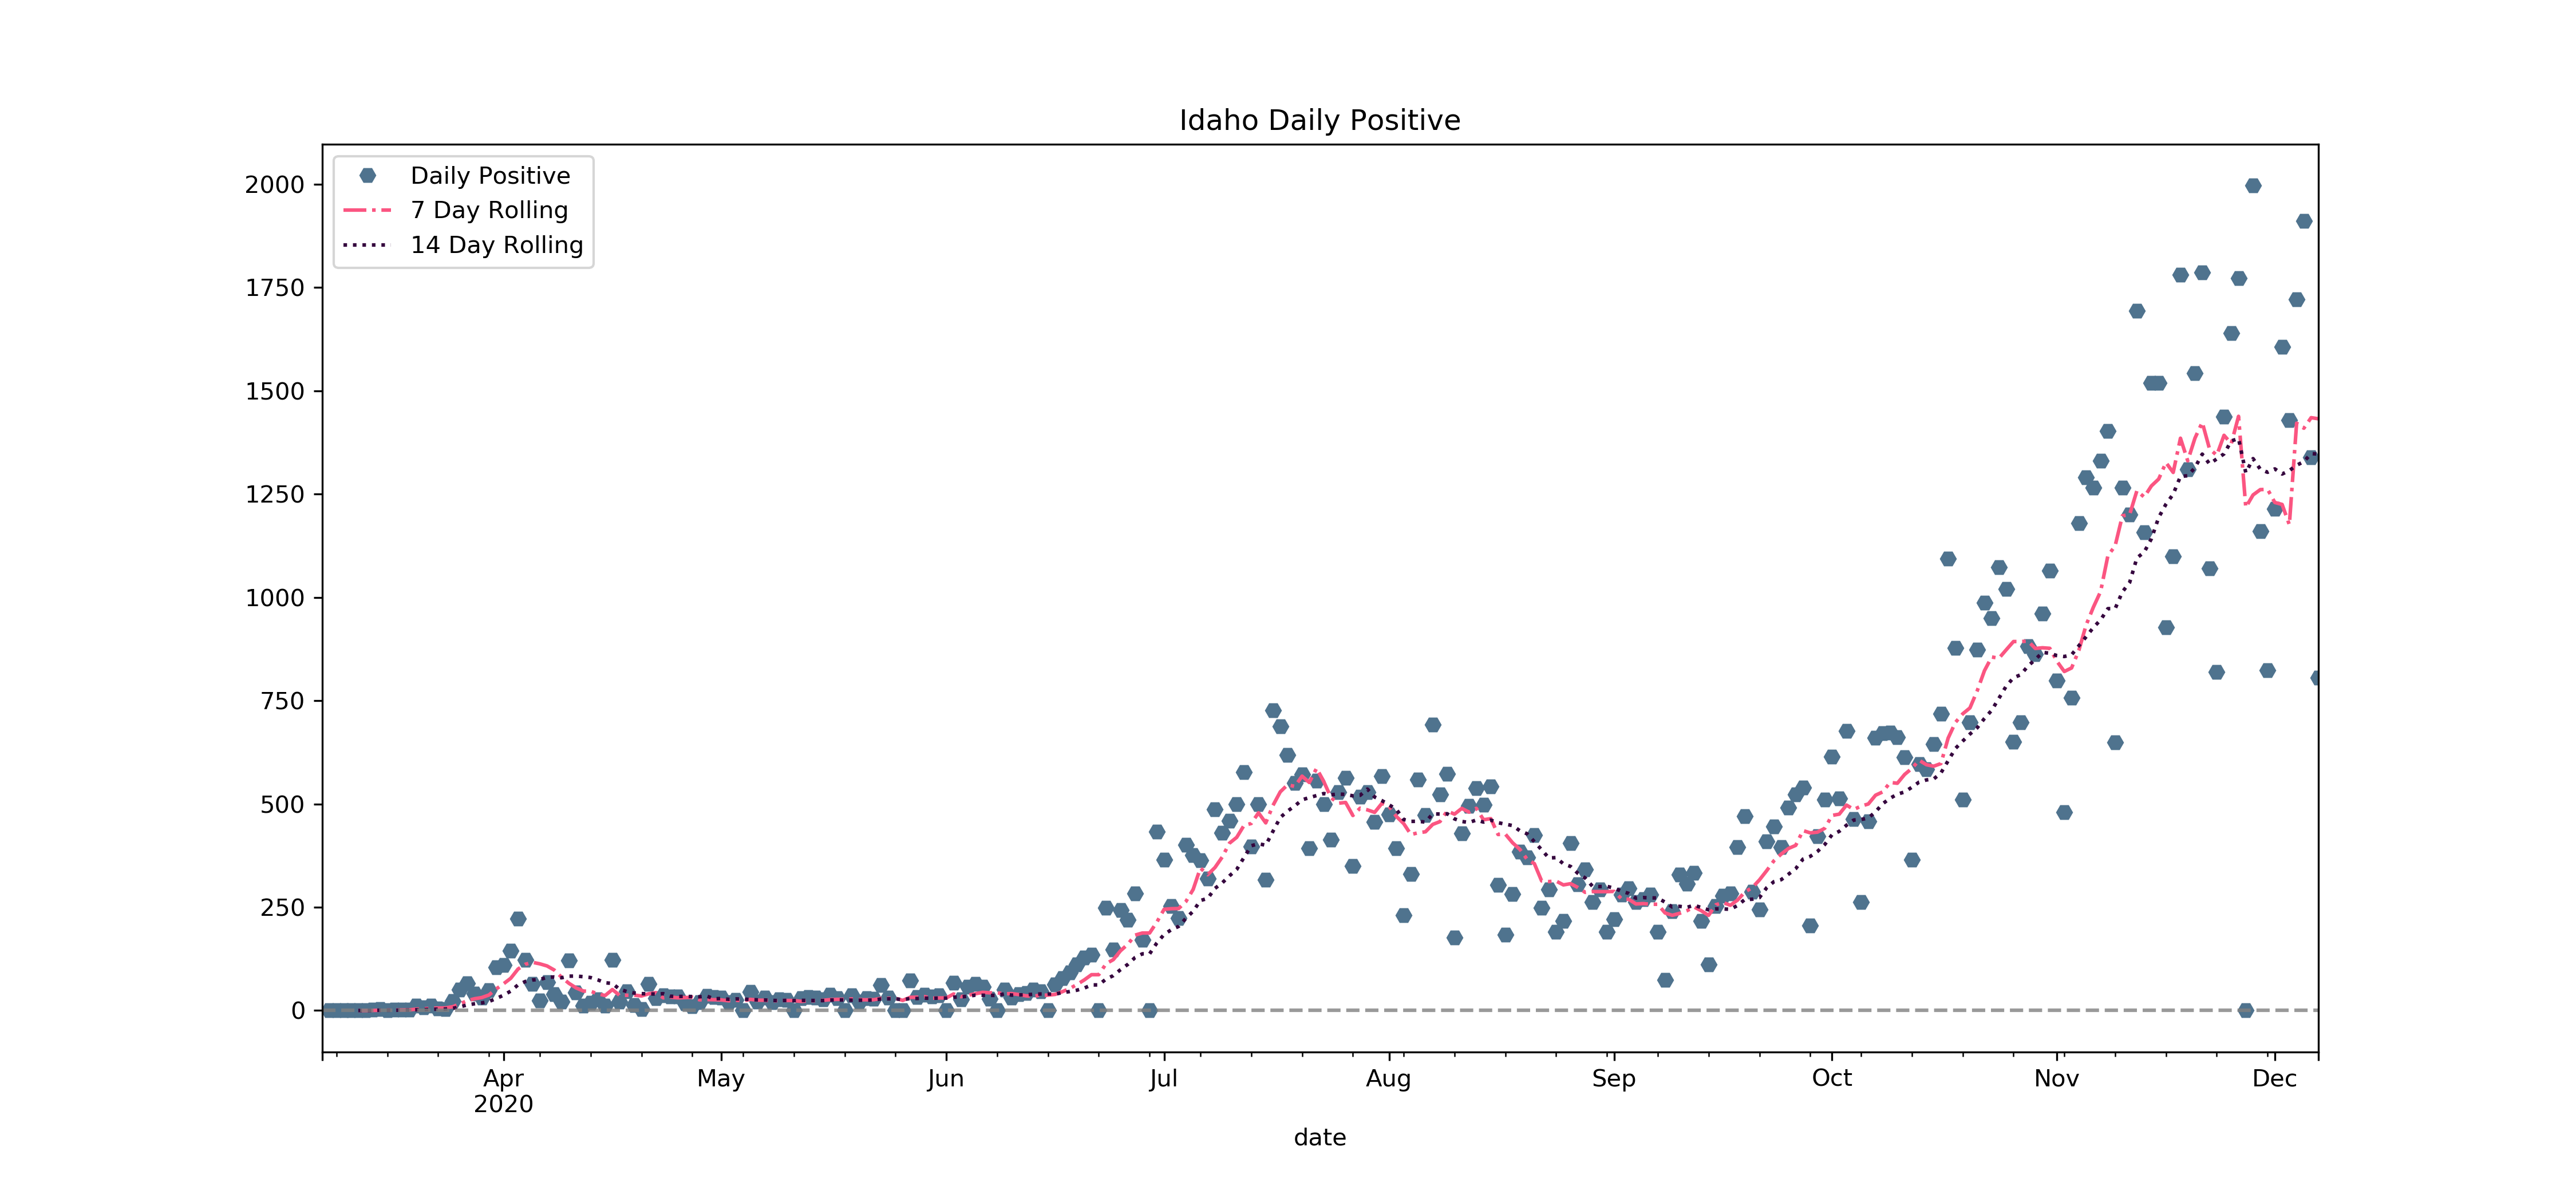 Idaho Daily Positive
Daily Positive
7 Day Rolling
14 Day Rolling
2000
1750
1500
1250
1000
750
500
250
0
Apr May Jun Jul Aug Sep Oct Nov Dec
2020
date